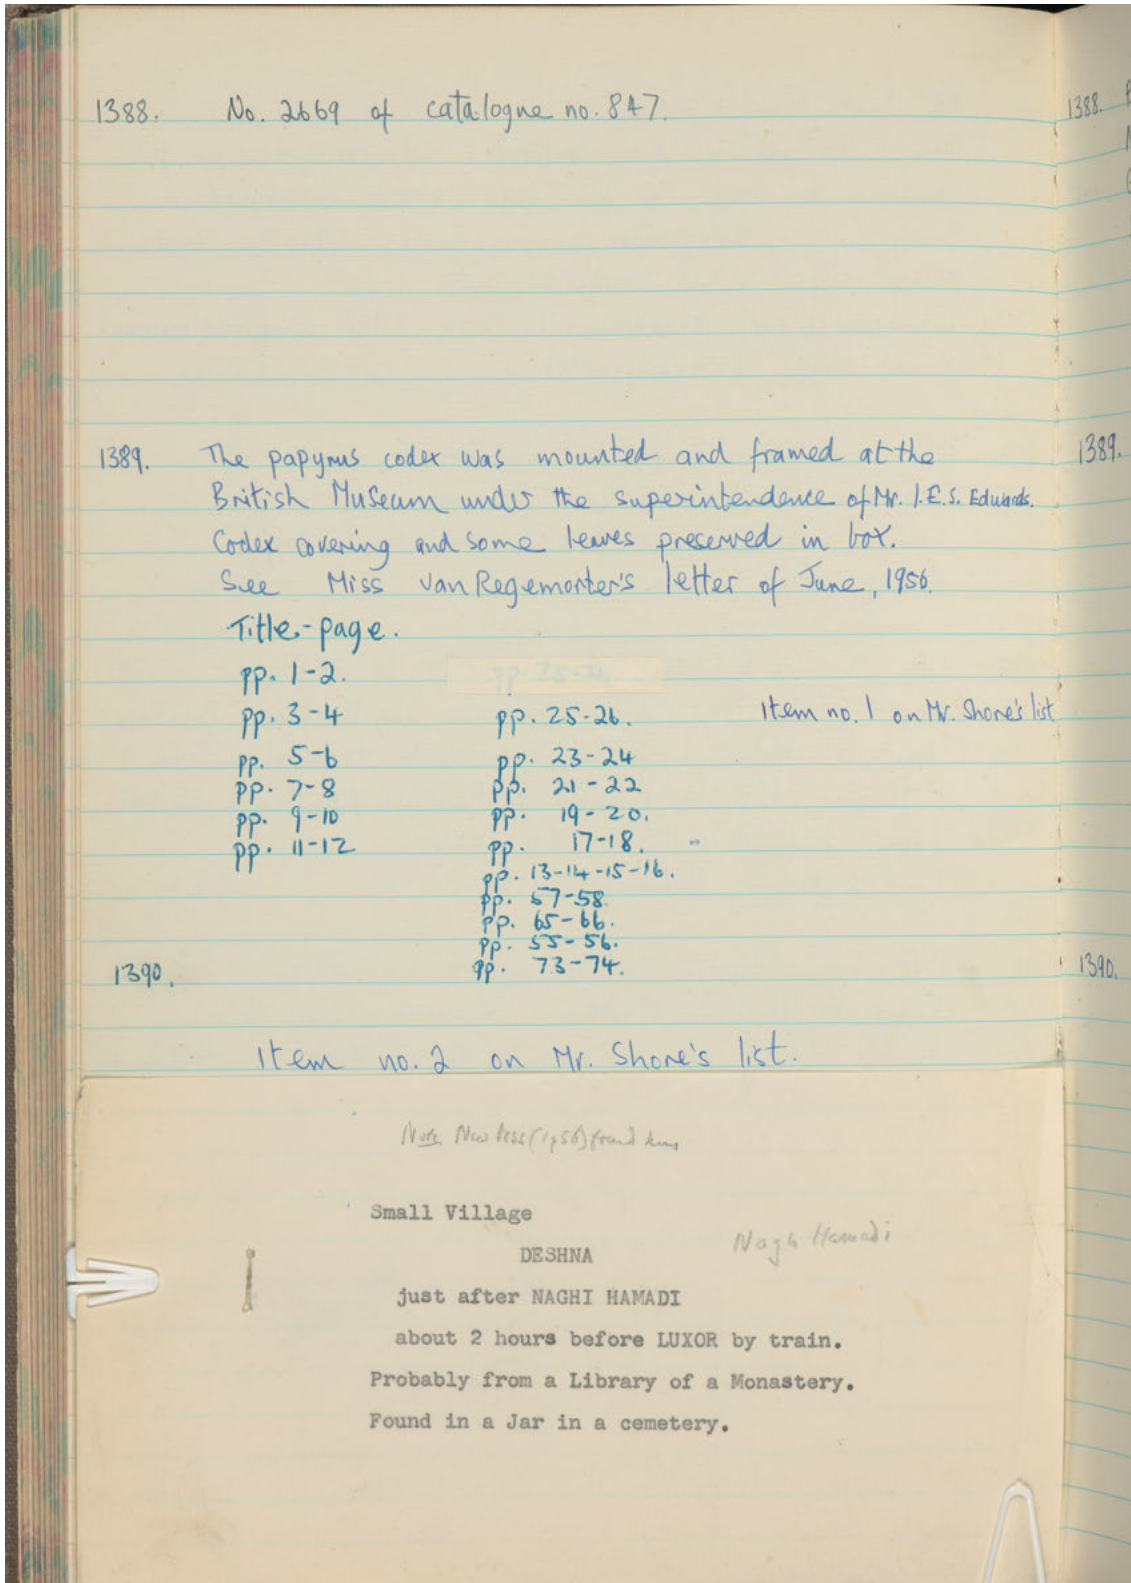 1388. No. 2669 of catalogue no. 847.
1388.
1389. The papyrus codex was mounted and framed at the
1389.
British Museum under the superintendence of Mr. I.E.S. Edwards.
Codex covering and some leaves preserved in box.
See Miss van Regemorter's letter of June, 1956.
Title-page.
pp. 1-2. pp. 25-26.
pp. 3-4 pp. 25-26. Item no. 1 on Mr. Shore's list
pp. 5-6 pp. 23-24
pp. 7-8 pp. 21-22
pp. 9-10 pp. 19-20.
pp. 11-12 pp. 17-18.
pp. 13-14-15-16.
pp. 57-58.
pp. 65-66.
pp. 55-56.
1390. pp. 73-74.
1390.
Item no. 2 on Mr. Shore's list.
Note New (1956) found
Small Village
DESHNA
Nagh Hamadi
just after NAGHI HAMADI
about 2 hours before LUXOR by train.
Probably from a Library of a Monastery.
Found in a Jar in a cemetery.